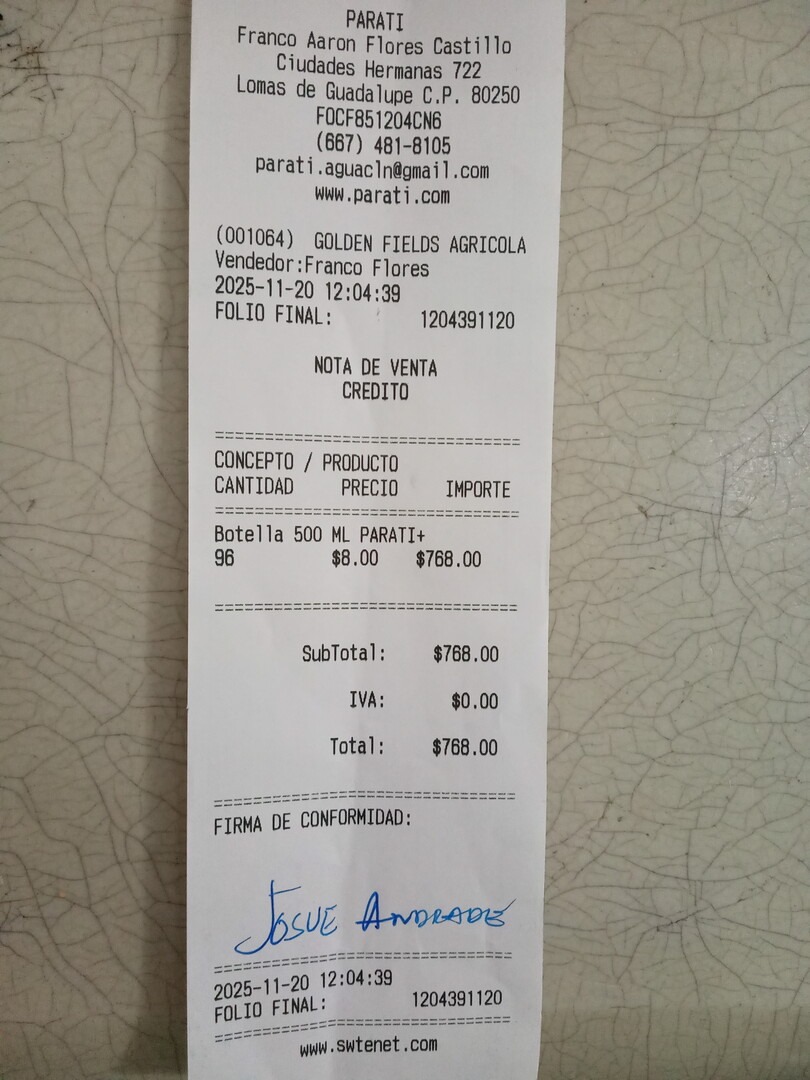 PARATI
Franco Aaron Flores Castillo
Ciudades Hermanas 722
Lomas de Guadalupe C.P. 80250
FOCF851204CN6
(667) 481-8105
parati.aguacln@gmail.com
www.parati.com
(001064) GOLDEN FIELDS AGRICOLA
Vendedor:Franco Flores
2025-11-20 12:04:39
FOLIO FINAL: 1204391120
NOTA DE VENTA
CREDITO
================================
CONCEPTO / PRODUCTO
CANTIDAD PRECIO IMPORTE
================================
Botella 500 ML PARATI+
96 $8.00 $768.00
================================
SubTotal: $768.00
IVA: $0.00
Total: $768.00
================================
FIRMA DE CONFORMIDAD:
JOSUE ANDRADE
================================
2025-11-20 12:04:39
FOLIO FINAL: 1204391120
================================
www.swtenet.com